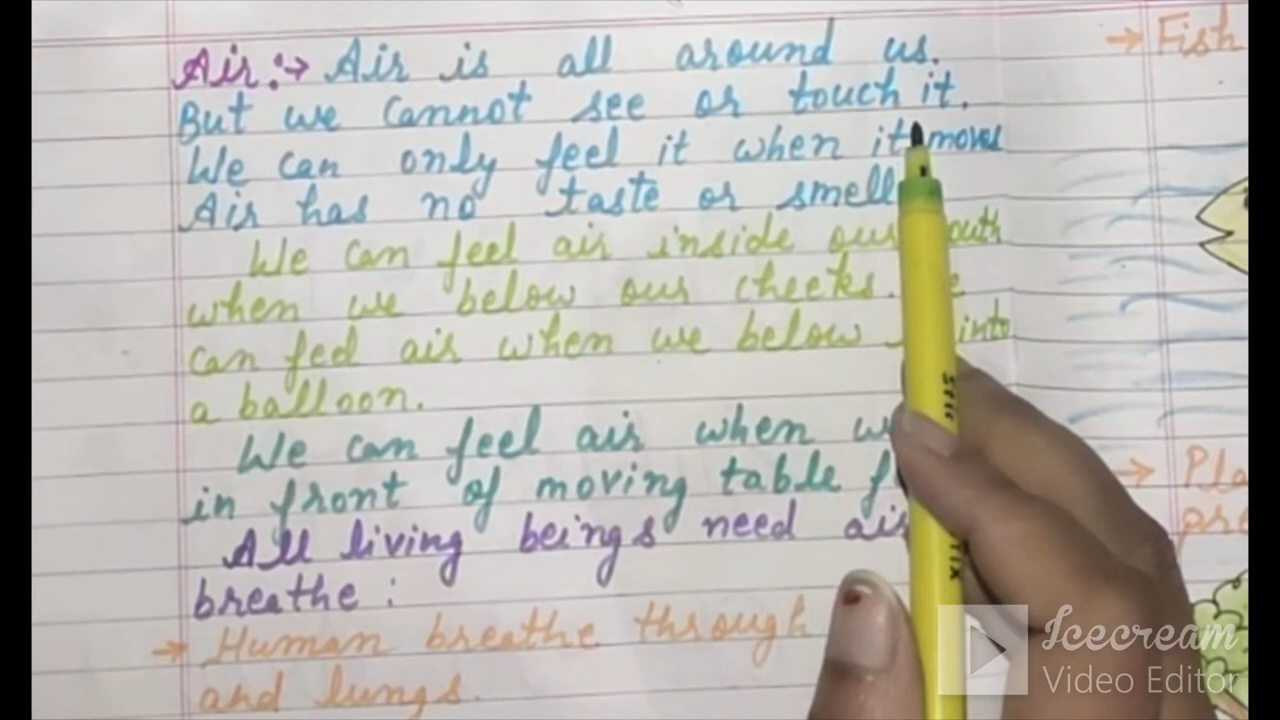 Air:→ Air is all around us.
But we cannot see or touch it.
We can only feel it when it moves
Air has no taste or smell
We can feel air inside our
when we below our cheeks.
can feel air when we below into
a balloon.
We can feel air when
in front of moving table
All living beings need air
breathe:
→ Human breathe through
and lungs.
→ Fish
→
STIX
Icecream
Video Editor